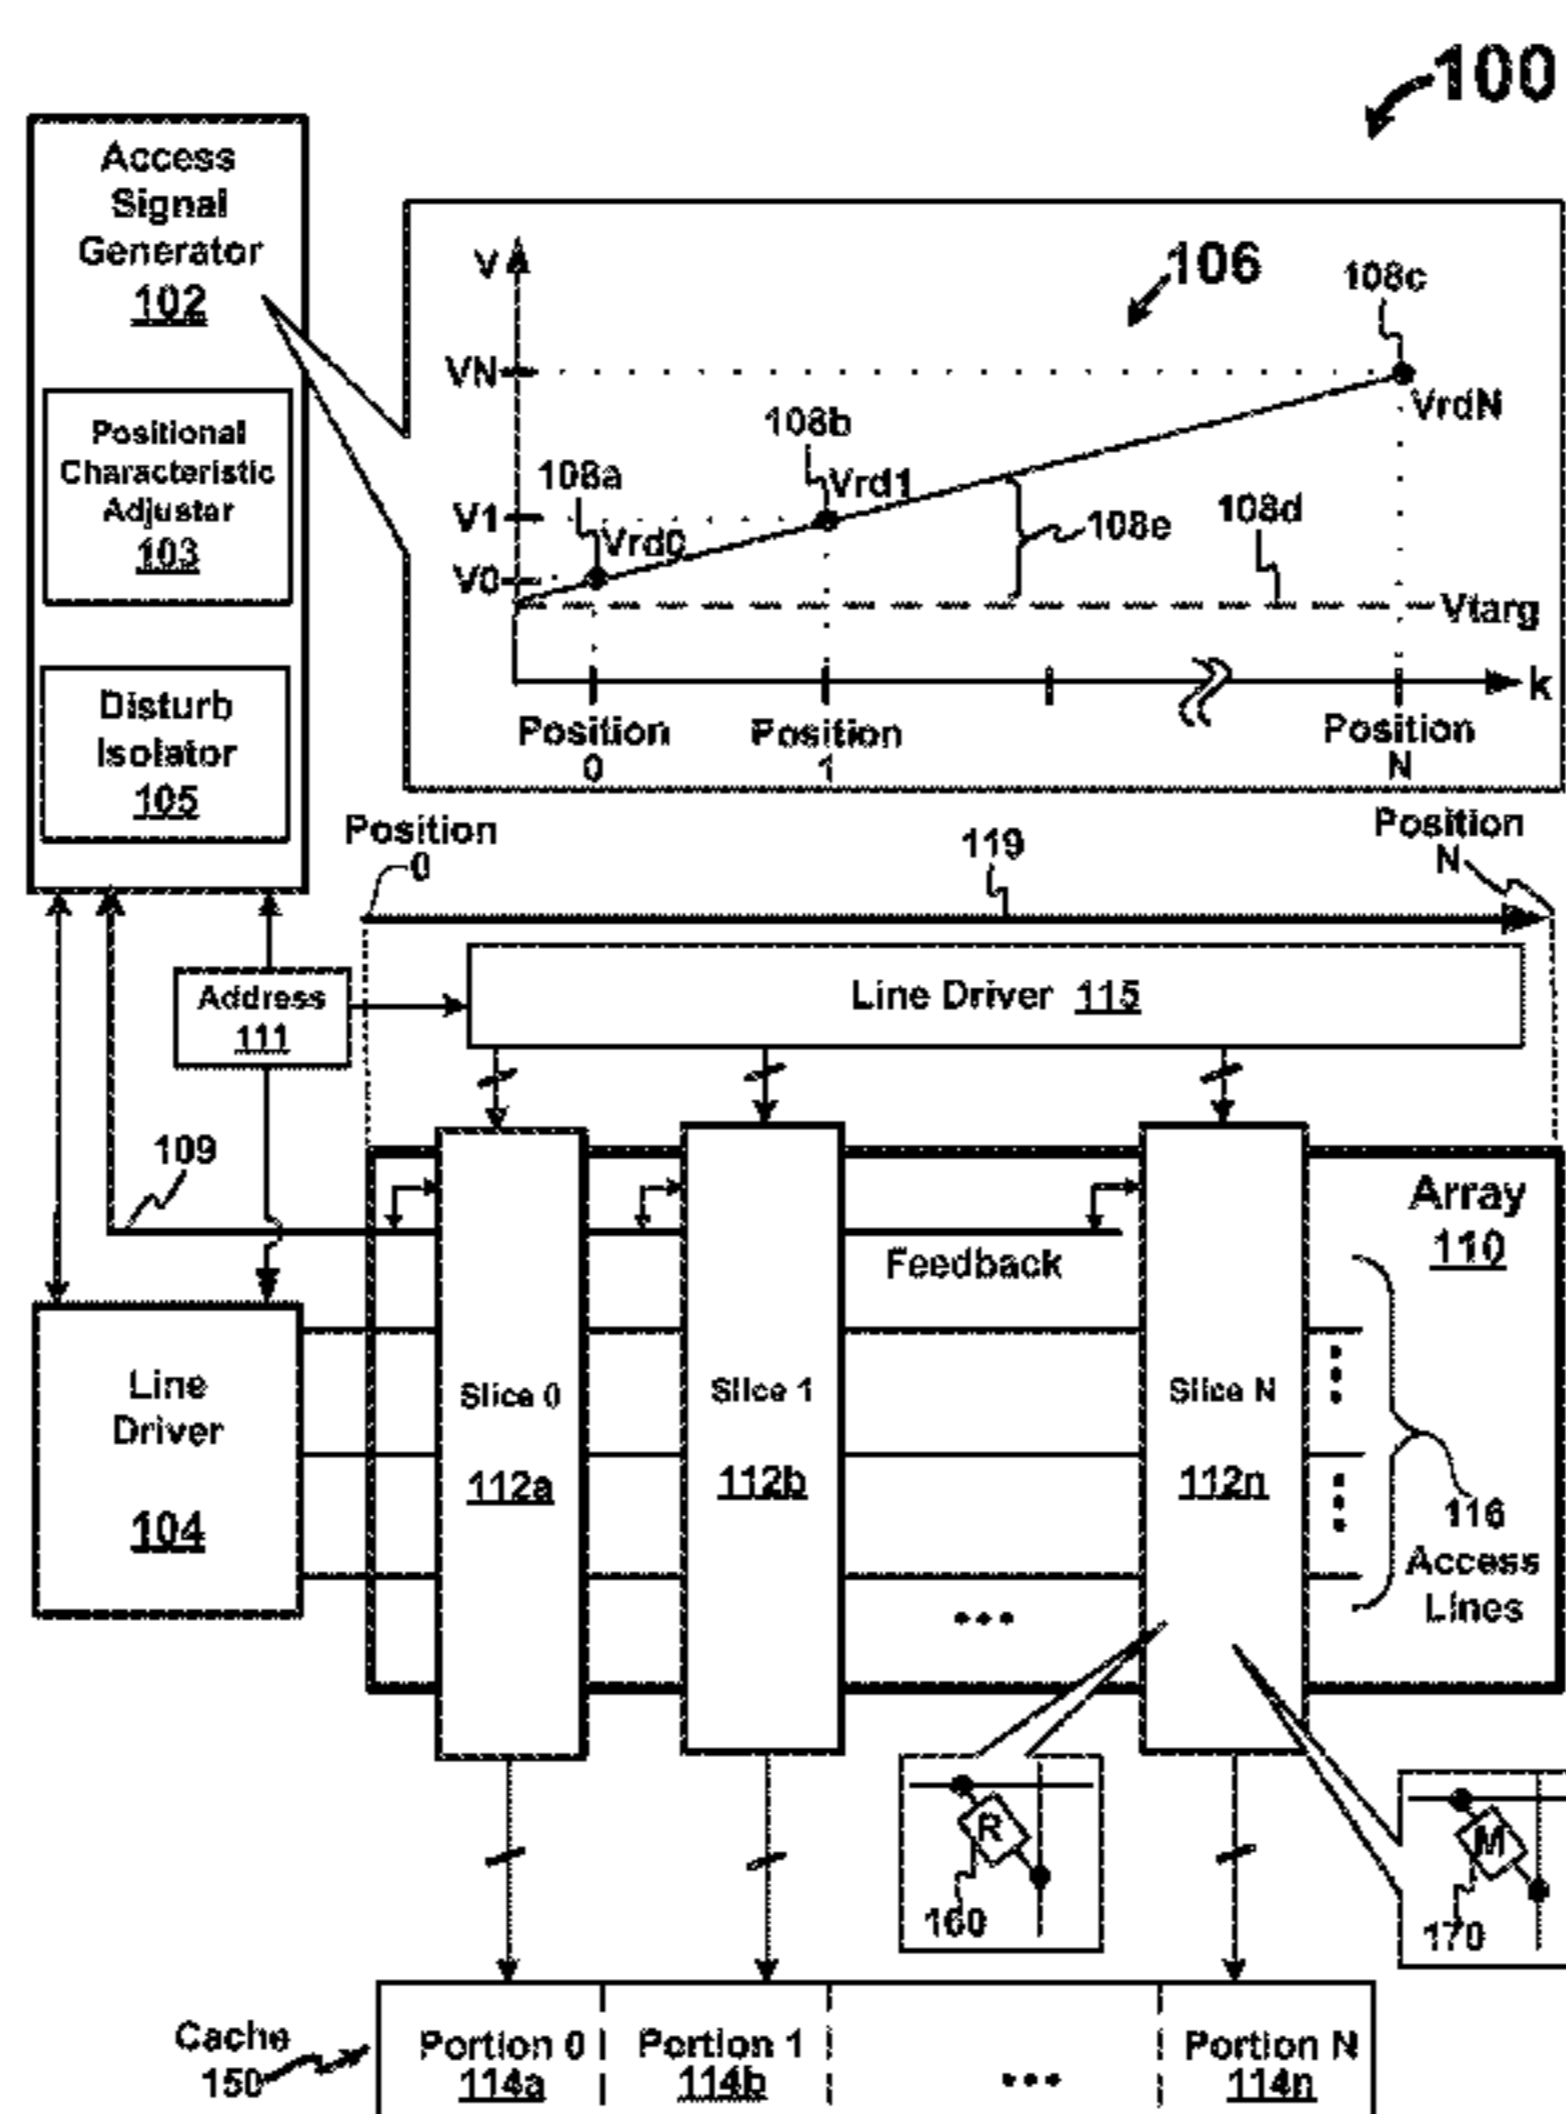 100
Access
Signal
Generator
102
Positional
Characteristic
Adjustar
103
Disturb
Isolator
105
V
106
108c
VN
VrdN
108b
Vrd1
108a
V1
Vrd0
108e
108d
V0
Vtarg
k
Position
0
Position
1
Position
N
Position
0
119
Position
N
Address
111
Line Driver 115
109
Feedback
Array
110
Line
Driver
104
Slice 0
112a
Slice 1
112b
Slice N
112n
116
Access
Lines
R
160
M
170
Cache
150
Portion 0
114a
Portion 1
114b
Portion N
114n